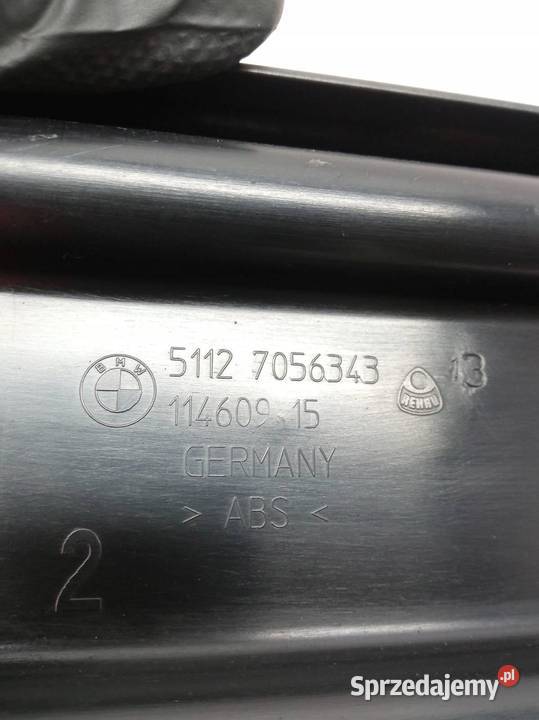 BMW 5112 7056343 REHAU 13
114609 15
GERMANY
> ABS <
2
Sprzedajemy.pl